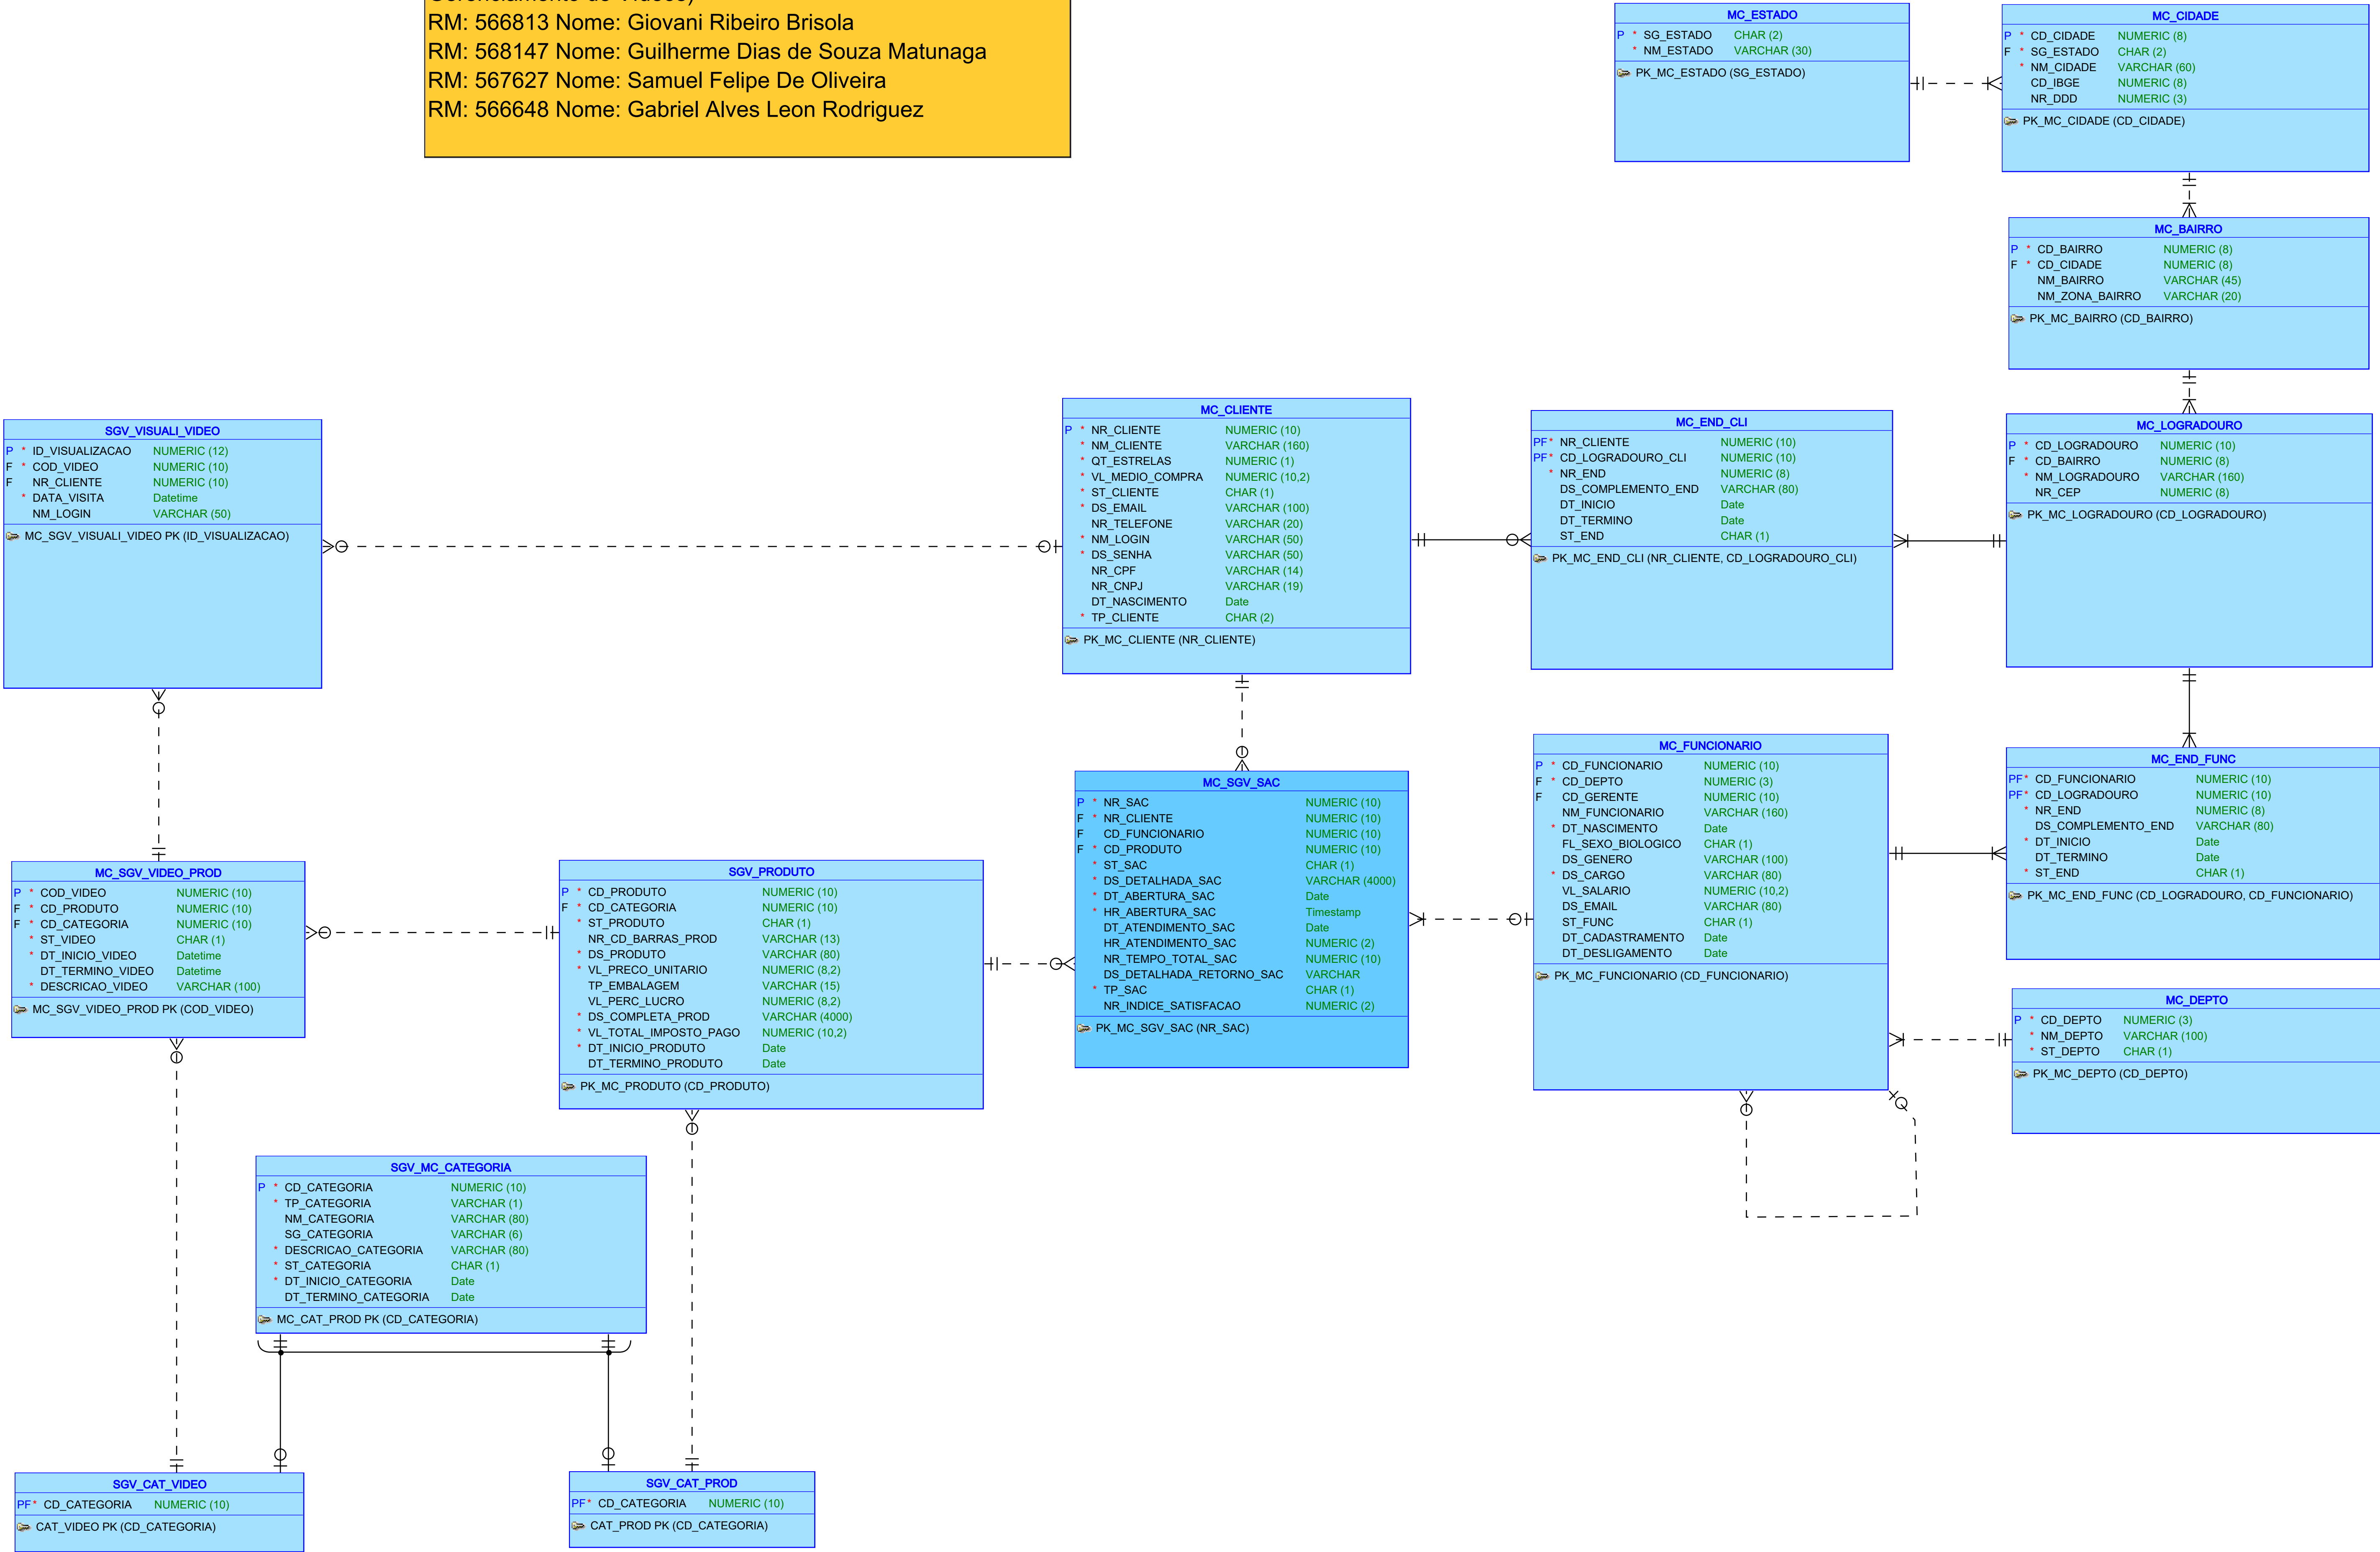 RM: 566813 Nome: Giovani Ribeiro Brisola
RM: 568147 Nome: Guilherme Dias de Souza Matunaga
RM: 567627 Nome: Samuel Felipe De Oliveira
RM: 566648 Nome: Gabriel Alves Leon Rodriguez
MC_ESTADO
P * SG_ESTADO CHAR (2)
* NM_ESTADO VARCHAR (30)
PK_MC_ESTADO (SG_ESTADO)
MC_CIDADE
P * CD_CIDADE NUMERIC (8)
F * SG_ESTADO CHAR (2)
* NM_CIDADE VARCHAR (60)
CD_IBGE NUMERIC (8)
NR_DDD NUMERIC (3)
PK_MC_CIDADE (CD_CIDADE)
MC_BAIRRO
P * CD_BAIRRO NUMERIC (8)
F * CD_CIDADE NUMERIC (8)
NM_BAIRRO VARCHAR (45)
NM_ZONA_BAIRRO VARCHAR (20)
PK_MC_BAIRRO (CD_BAIRRO)
SGV_VISUALI_VIDEO
P * ID_VISUALIZACAO NUMERIC (12)
F * COD_VIDEO NUMERIC (10)
F NR_CLIENTE NUMERIC (10)
* DATA_VISITA Datetime
NM_LOGIN VARCHAR (50)
MC_SGV_VISUALI_VIDEO PK (ID_VISUALIZACAO)
MC_CLIENTE
P * NR_CLIENTE NUMERIC (10)
* NM_CLIENTE VARCHAR (160)
* QT_ESTRELAS NUMERIC (1)
* VL_MEDIO_COMPRA NUMERIC (10,2)
* ST_CLIENTE CHAR (1)
* DS_EMAIL VARCHAR (100)
NR_TELEFONE VARCHAR (20)
* NM_LOGIN VARCHAR (50)
* DS_SENHA VARCHAR (50)
NR_CPF VARCHAR (14)
NR_CNPJ VARCHAR (19)
DT_NASCIMENTO Date
* TP_CLIENTE CHAR (2)
PK_MC_CLIENTE (NR_CLIENTE)
MC_END_CLI
PF* NR_CLIENTE NUMERIC (10)
PF* CD_LOGRADOURO_CLI NUMERIC (10)
* NR_END NUMERIC (8)
DS_COMPLEMENTO_END VARCHAR (80)
DT_INICIO Date
DT_TERMINO Date
ST_END CHAR (1)
PK_MC_END_CLI (NR_CLIENTE, CD_LOGRADOURO_CLI)
MC_LOGRADOURO
P * CD_LOGRADOURO NUMERIC (10)
F * CD_BAIRRO NUMERIC (8)
* NM_LOGRADOURO VARCHAR (160)
NR_CEP NUMERIC (8)
PK_MC_LOGRADOURO (CD_LOGRADOURO)
MC_SGV_VIDEO_PROD
P * COD_VIDEO NUMERIC (10)
F * CD_PRODUTO NUMERIC (10)
F * CD_CATEGORIA NUMERIC (10)
* ST_VIDEO CHAR (1)
* DT_INICIO_VIDEO Datetime
DT_TERMINO_VIDEO Datetime
* DESCRICAO_VIDEO VARCHAR (100)
MC_SGV_VIDEO_PROD PK (COD_VIDEO)
SGV_PRODUTO
P * CD_PRODUTO NUMERIC (10)
F * CD_CATEGORIA NUMERIC (10)
* ST_PRODUTO CHAR (1)
NR_CD_BARRAS_PROD VARCHAR (13)
* DS_PRODUTO VARCHAR (80)
* VL_PRECO_UNITARIO NUMERIC (8,2)
TP_EMBALAGEM VARCHAR (15)
VL_PERC_LUCRO NUMERIC (8,2)
* DS_COMPLETA_PROD VARCHAR (4000)
* VL_TOTAL_IMPOSTO_PAGO NUMERIC (10,2)
* DT_INICIO_PRODUTO Date
DT_TERMINO_PRODUTO Date
PK_MC_PRODUTO (CD_PRODUTO)
MC_SGV_SAC
P * NR_SAC NUMERIC (10)
F * NR_CLIENTE NUMERIC (10)
F CD_FUNCIONARIO NUMERIC (10)
F * CD_PRODUTO NUMERIC (10)
* ST_SAC CHAR (1)
* DS_DETALHADA_SAC VARCHAR (4000)
* DT_ABERTURA_SAC Date
* HR_ABERTURA_SAC Timestamp
DT_ATENDIMENTO_SAC Date
HR_ATENDIMENTO_SAC NUMERIC (2)
NR_TEMPO_TOTAL_SAC NUMERIC (10)
DS_DETALHADA_RETORNO_SAC VARCHAR
* TP_SAC CHAR (1)
NR_INDICE_SATISFACAO NUMERIC (2)
PK_MC_SGV_SAC (NR_SAC)
MC_FUNCIONARIO
P * CD_FUNCIONARIO NUMERIC (10)
F * CD_DEPTO NUMERIC (3)
F CD_GERENTE NUMERIC (10)
NM_FUNCIONARIO VARCHAR (160)
* DT_NASCIMENTO Date
FL_SEXO_BIOLOGICO CHAR (1)
DS_GENERO VARCHAR (100)
* DS_CARGO VARCHAR (80)
VL_SALARIO NUMERIC (10,2)
DS_EMAIL VARCHAR (80)
ST_FUNC CHAR (1)
DT_CADASTRAMENTO Date
DT_DESLIGAMENTO Date
PK_MC_FUNCIONARIO (CD_FUNCIONARIO)
MC_END_FUNC
PF* CD_FUNCIONARIO NUMERIC (10)
PF* CD_LOGRADOURO NUMERIC (10)
* NR_END NUMERIC (8)
DS_COMPLEMENTO_END VARCHAR (80)
* DT_INICIO Date
DT_TERMINO Date
* ST_END CHAR (1)
PK_MC_END_FUNC (CD_LOGRADOURO, CD_FUNCIONARIO)
MC_DEPTO
P * CD_DEPTO NUMERIC (3)
* NM_DEPTO VARCHAR (100)
* ST_DEPTO CHAR (1)
PK_MC_DEPTO (CD_DEPTO)
SGV_MC_CATEGORIA
P * CD_CATEGORIA NUMERIC (10)
* TP_CATEGORIA VARCHAR (1)
NM_CATEGORIA VARCHAR (80)
SG_CATEGORIA VARCHAR (6)
* DESCRICAO_CATEGORIA VARCHAR (80)
* ST_CATEGORIA CHAR (1)
* DT_INICIO_CATEGORIA Date
DT_TERMINO_CATEGORIA Date
MC_CAT_PROD PK (CD_CATEGORIA)
SGV_CAT_VIDEO
PF* CD_CATEGORIA NUMERIC (10)
CAT_VIDEO PK (CD_CATEGORIA)
SGV_CAT_PROD
PF* CD_CATEGORIA NUMERIC (10)
CAT_PROD PK (CD_CATEGORIA)